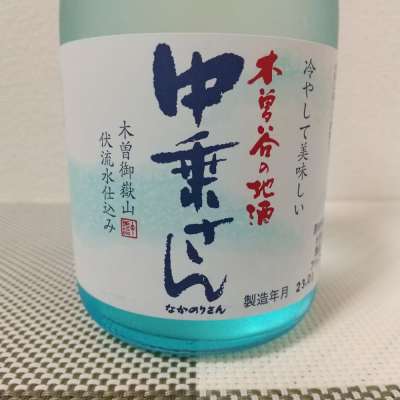 冷やして美味しい
木曽谷の地酒
中乗さん
なかのりさん
木曽御嶽山
伏流水仕込み
製造年月
23.0